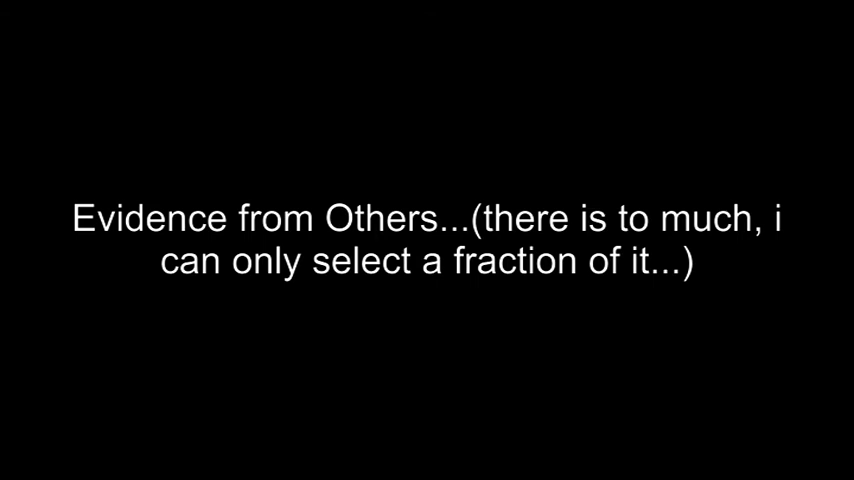 Evidence from Others...(there is to much, i
can only select a fraction of it...)